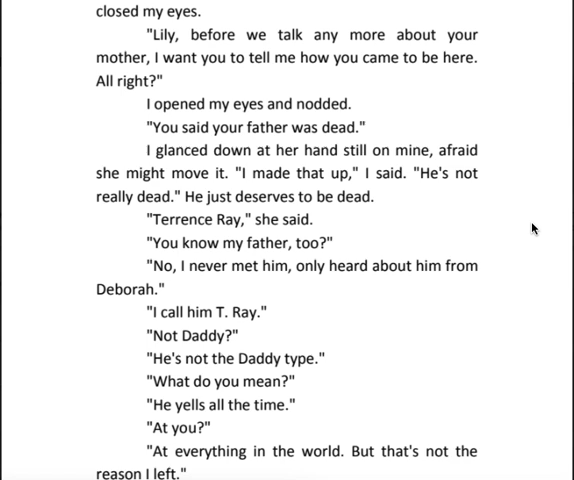 closed my eyes.
"Lily, before we talk any more about your
mother, I want you to tell me how you came to be here.
All right?"
I opened my eyes and nodded.
"You said your father was dead."
I glanced down at her hand still on mine, afraid
she might move it. "I made that up," I said. "He's not
really dead." He just deserves to be dead.
"Terrence Ray," she said.
"You know my father, too?"
"No, I never met him, only heard about him from
Deborah."
"I call him T. Ray."
"Not Daddy?"
"He's not the Daddy type."
"What do you mean?"
"He yells all the time."
"At you?"
"At everything in the world. But that's not the
reason I left."